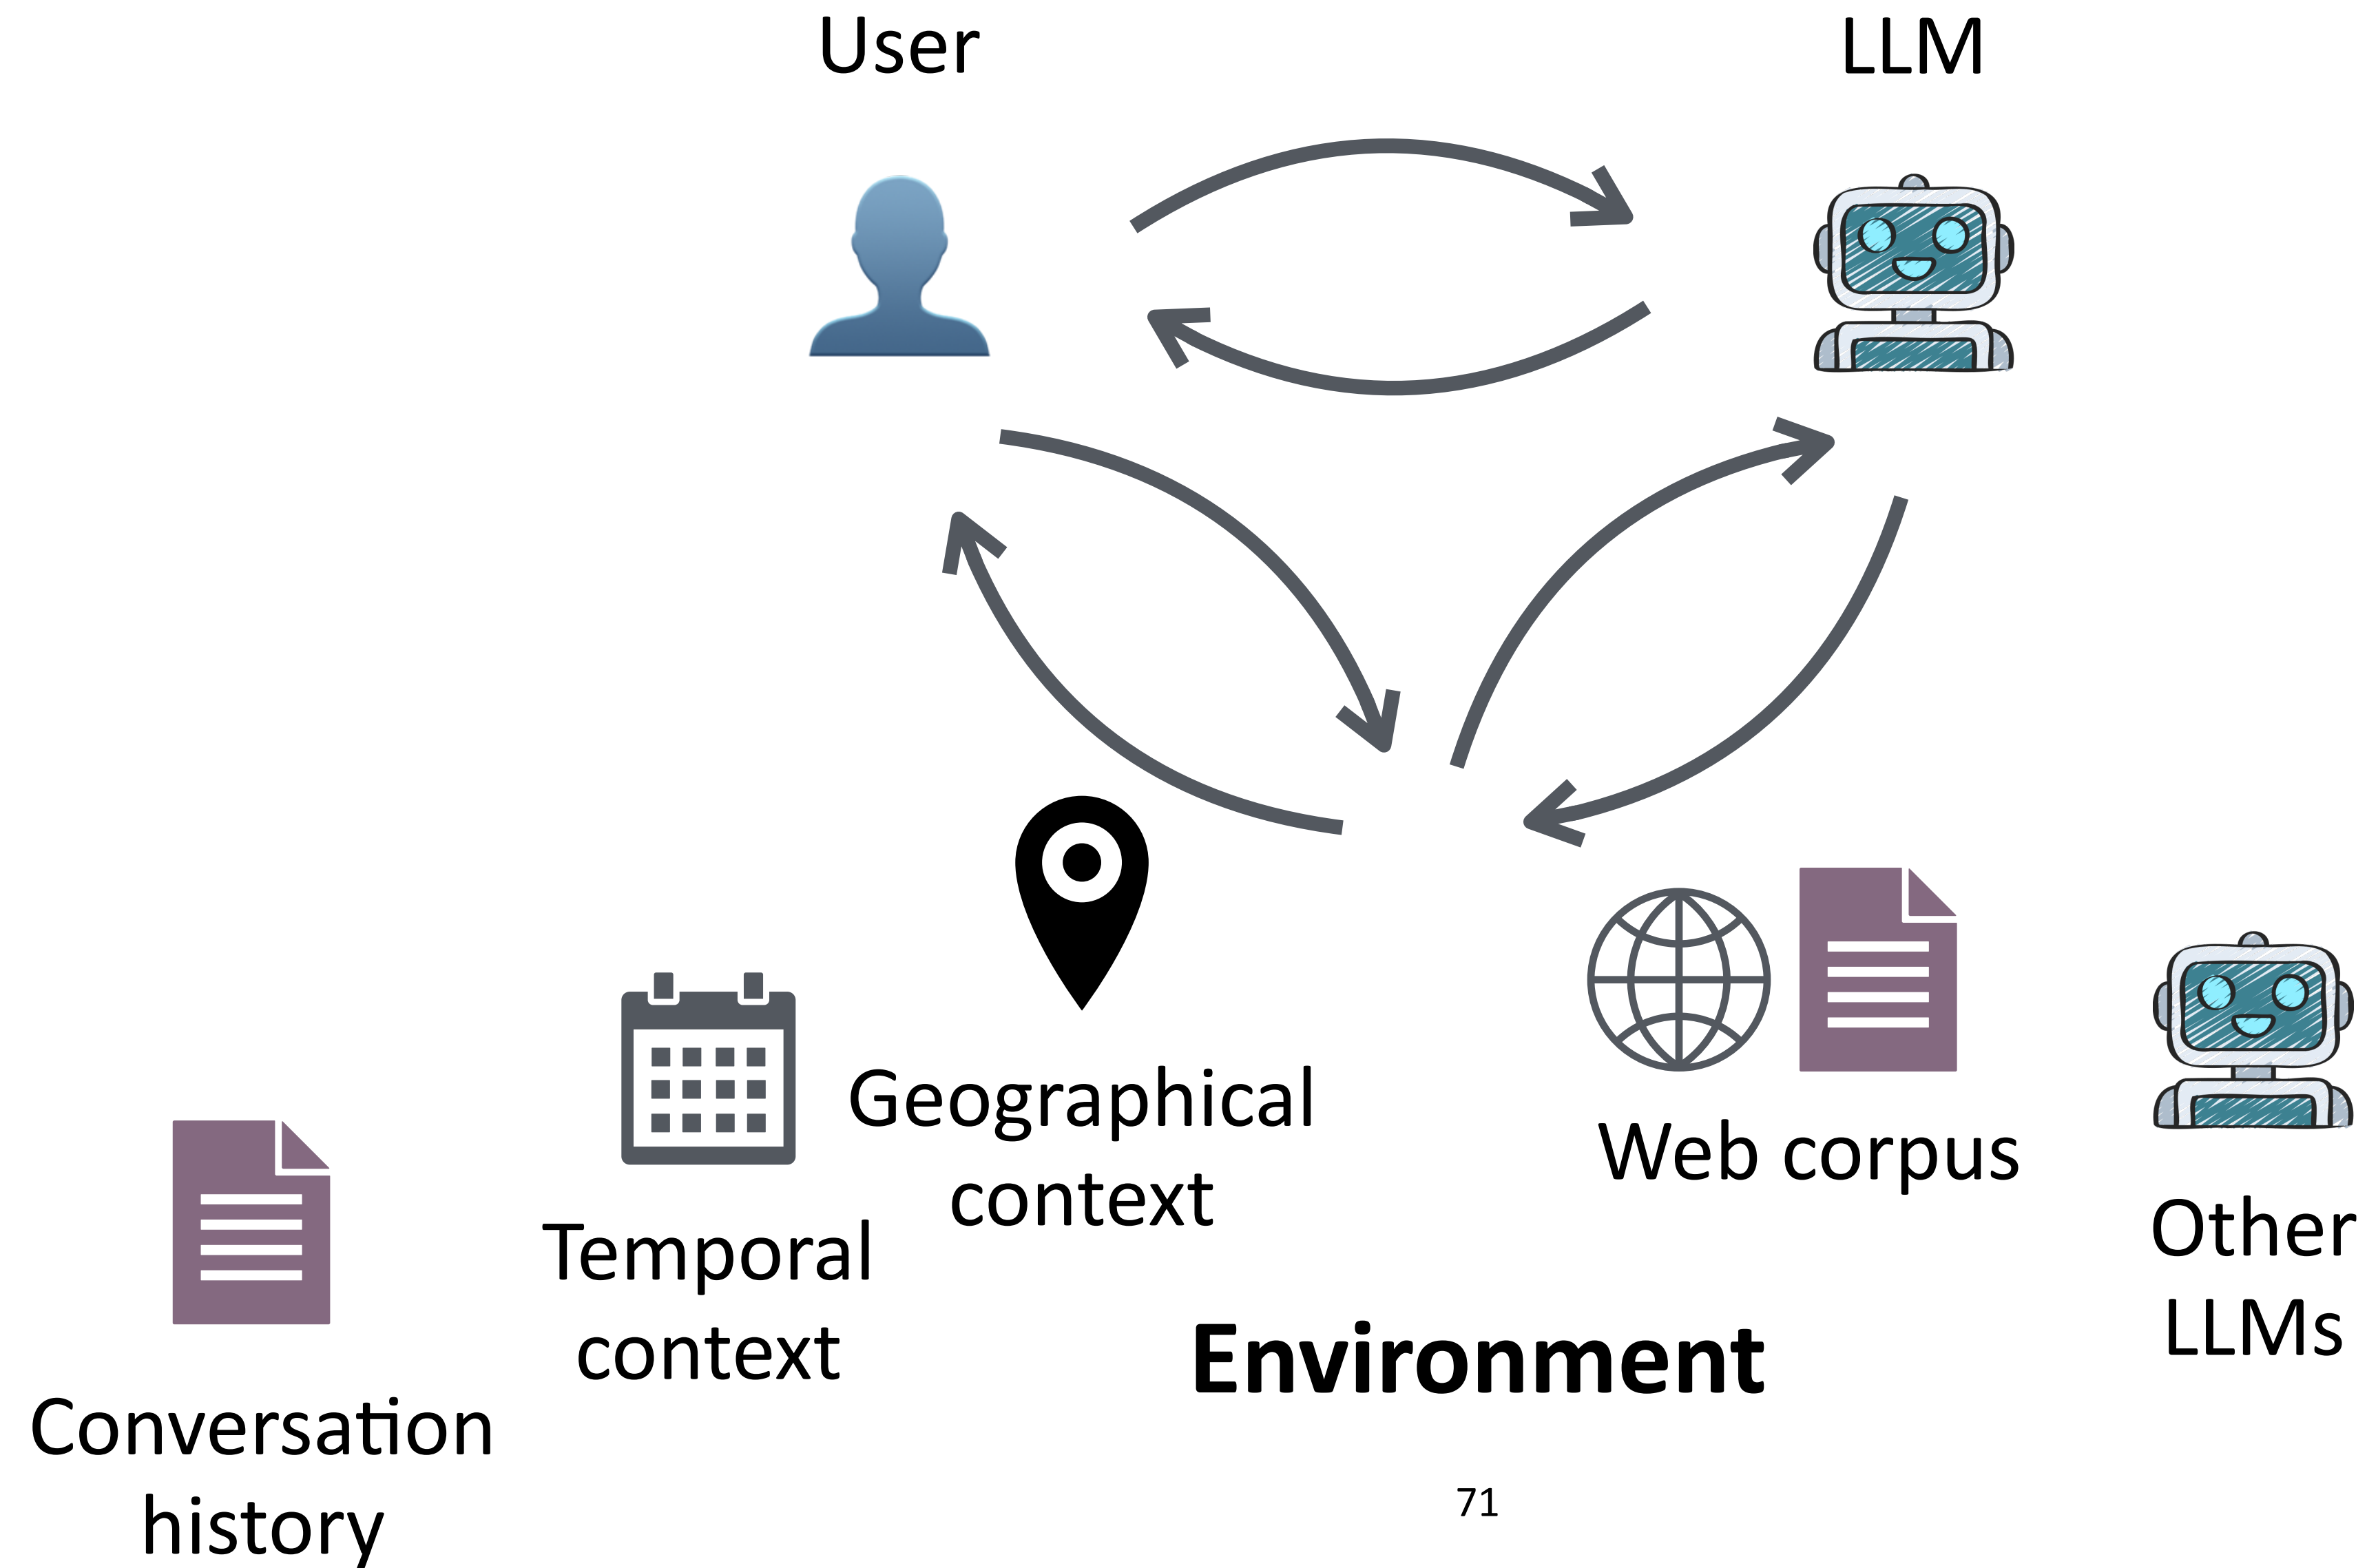 User
LLM
Geographical
context
Web corpus
Other
LLMs
Temporal
context
Environment
Conversation
history
71